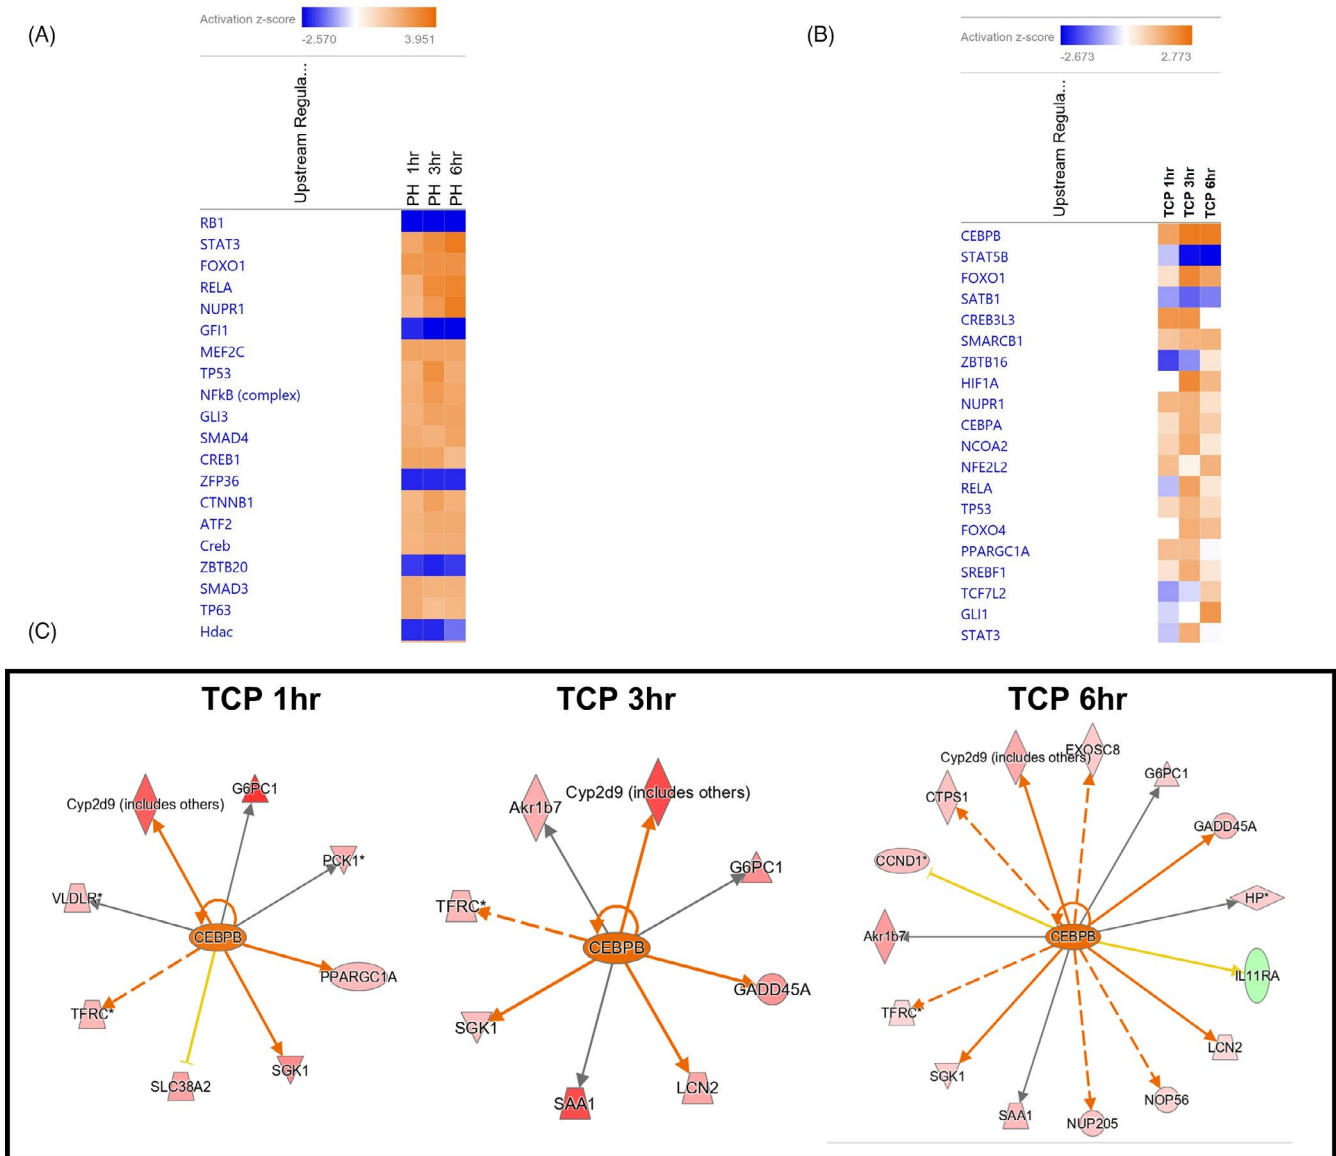 (A)
Activation z-score
-2.570 3.951
Upstream Regula...
PH 1hr
PH 3hr
PH 6hr
RB1
STAT3
FOXO1
RELA
NUPR1
GFI1
MEF2C
TP53
NFkB (complex)
GLI3
SMAD4
CREB1
ZFP36
CTNNB1
ATF2
Creb
ZBTB20
SMAD3
TP63
Hdac
(B)
Activation z-score
-2.673 2.773
Upstream Regula...
TCP 1hr
TCP 3hr
TCP 6hr
CEBPB
STAT5B
FOXO1
SATB1
CREB3L3
SMARCB1
ZBTB16
HIF1A
NUPR1
CEBPA
NCOA2
NFE2L2
RELA
TP53
FOXO4
PPARGC1A
SREBF1
TCF7L2
GLI1
STAT3
(C)
TCP 1hr
Cyp2d9 (includes others)
G6PC1
PCK1*
VLDLR*
CEBPB
PPARGC1A
TFRC*
SLC38A2
SGK1
TCP 3hr
Akr1b7
Cyp2d9 (includes others)
G6PC1
TFRC*
CEBPB
GADD45A
SGK1
SAA1
LCN2
TCP 6hr
Cyp2d9 (includes others)
EXOSC8
G6PC1
CTPS1
GADD45A
CCND1*
HP*
Akr1b7
CEBPB
IL11RA
TFRC*
LCN2
SGK1
NOP56
SAA1
NUP205